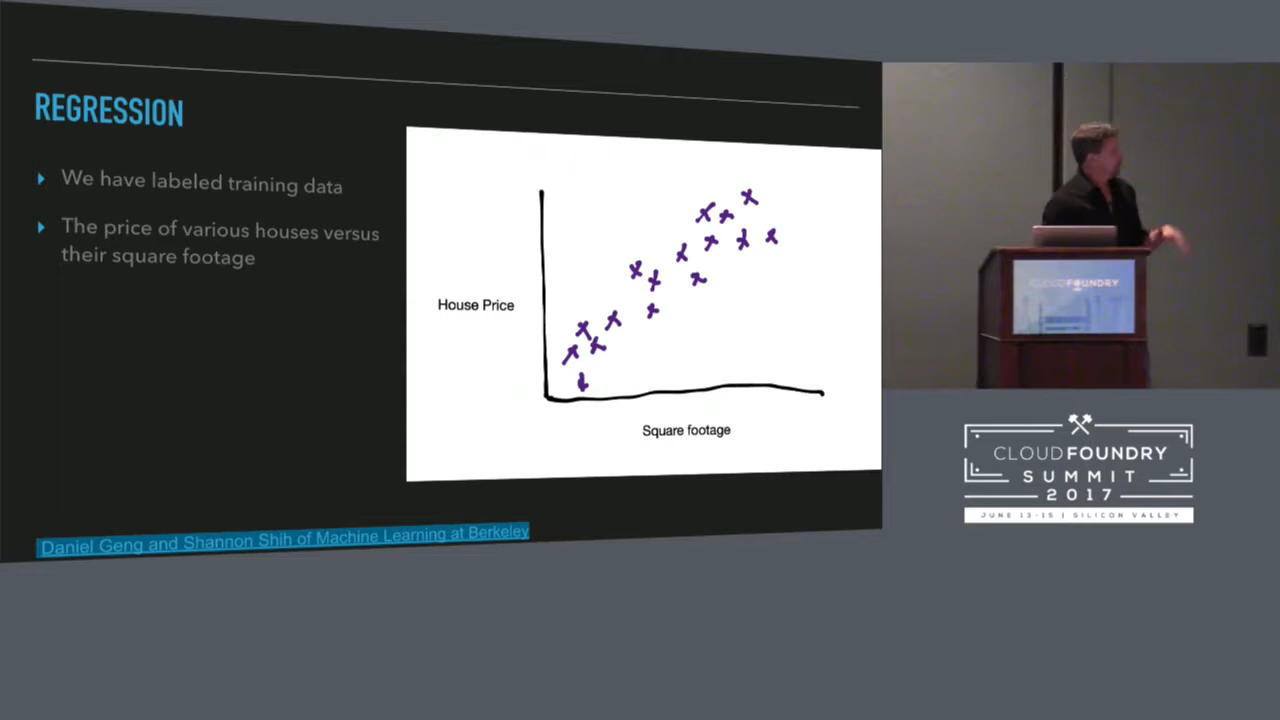 REGRESSION
We have labeled training data
The price of various houses versus
their square footage
House Price
Square footage
Daniel Geng and Shannon Shih of Machine Learning at Berkeley
CLOUDFOUNDRY
CLOUDFOUNDRY
SUMMIT
2017
JUNE 13-15 | SILICON VALLEY